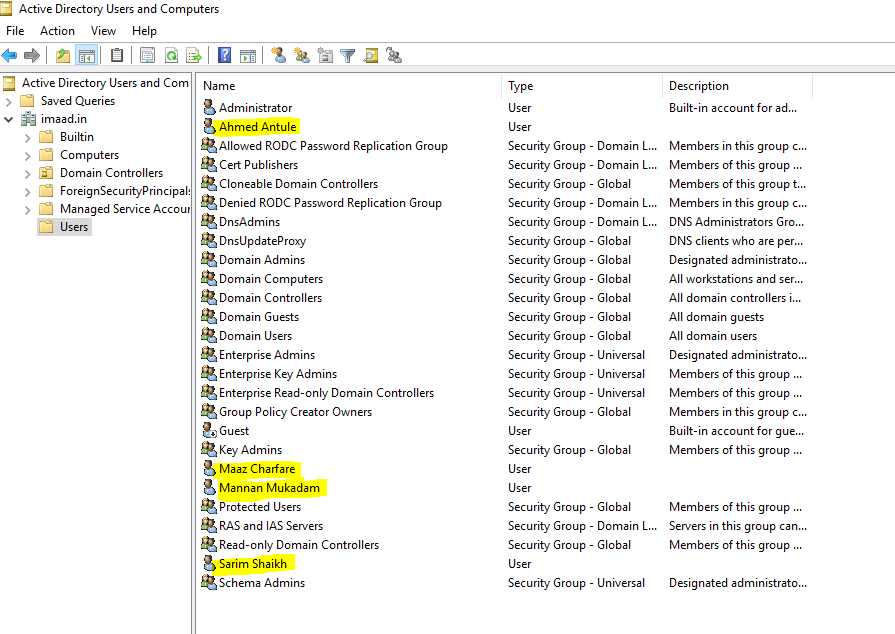 Active Directory Users and Computers
File Action View Help
Active Directory Users and Com
Saved Queries
imaad.in
Builtin
Computers
Domain Controllers
ForeignSecurityPrincipals
Managed Service Accour
Users
Name Type Description
Administrator User Built-in account for ad...
Ahmed Antule User
Allowed RODC Password Replication Group Security Group - Domain L... Members in this group c...
Cert Publishers Security Group - Domain L... Members of this group ...
Cloneable Domain Controllers Security Group - Global Members of this group t...
Denied RODC Password Replication Group Security Group - Domain L... Members in this group c...
DnsAdmins Security Group - Domain L... DNS Administrators Gro...
DnsUpdateProxy Security Group - Global DNS clients who are per...
Domain Admins Security Group - Global Designated administrato...
Domain Computers Security Group - Global All workstations and ser...
Domain Controllers Security Group - Global All domain controllers i...
Domain Guests Security Group - Global All domain guests
Domain Users Security Group - Global All domain users
Enterprise Admins Security Group - Universal Designated administrato...
Enterprise Key Admins Security Group - Universal Members of this group ...
Enterprise Read-only Domain Controllers Security Group - Universal Members of this group ...
Group Policy Creator Owners Security Group - Global Members in this group c...
Guest User Built-in account for gue...
Key Admins Security Group - Global Members of this group ...
Maaz Charfare User
Mannan Mukadam User
Protected Users Security Group - Global Members of this group ...
RAS and IAS Servers Security Group - Domain L... Servers in this group can...
Read-only Domain Controllers Security Group - Global Members of this group ...
Sarim Shaikh User
Schema Admins Security Group - Universal Designated administrato...